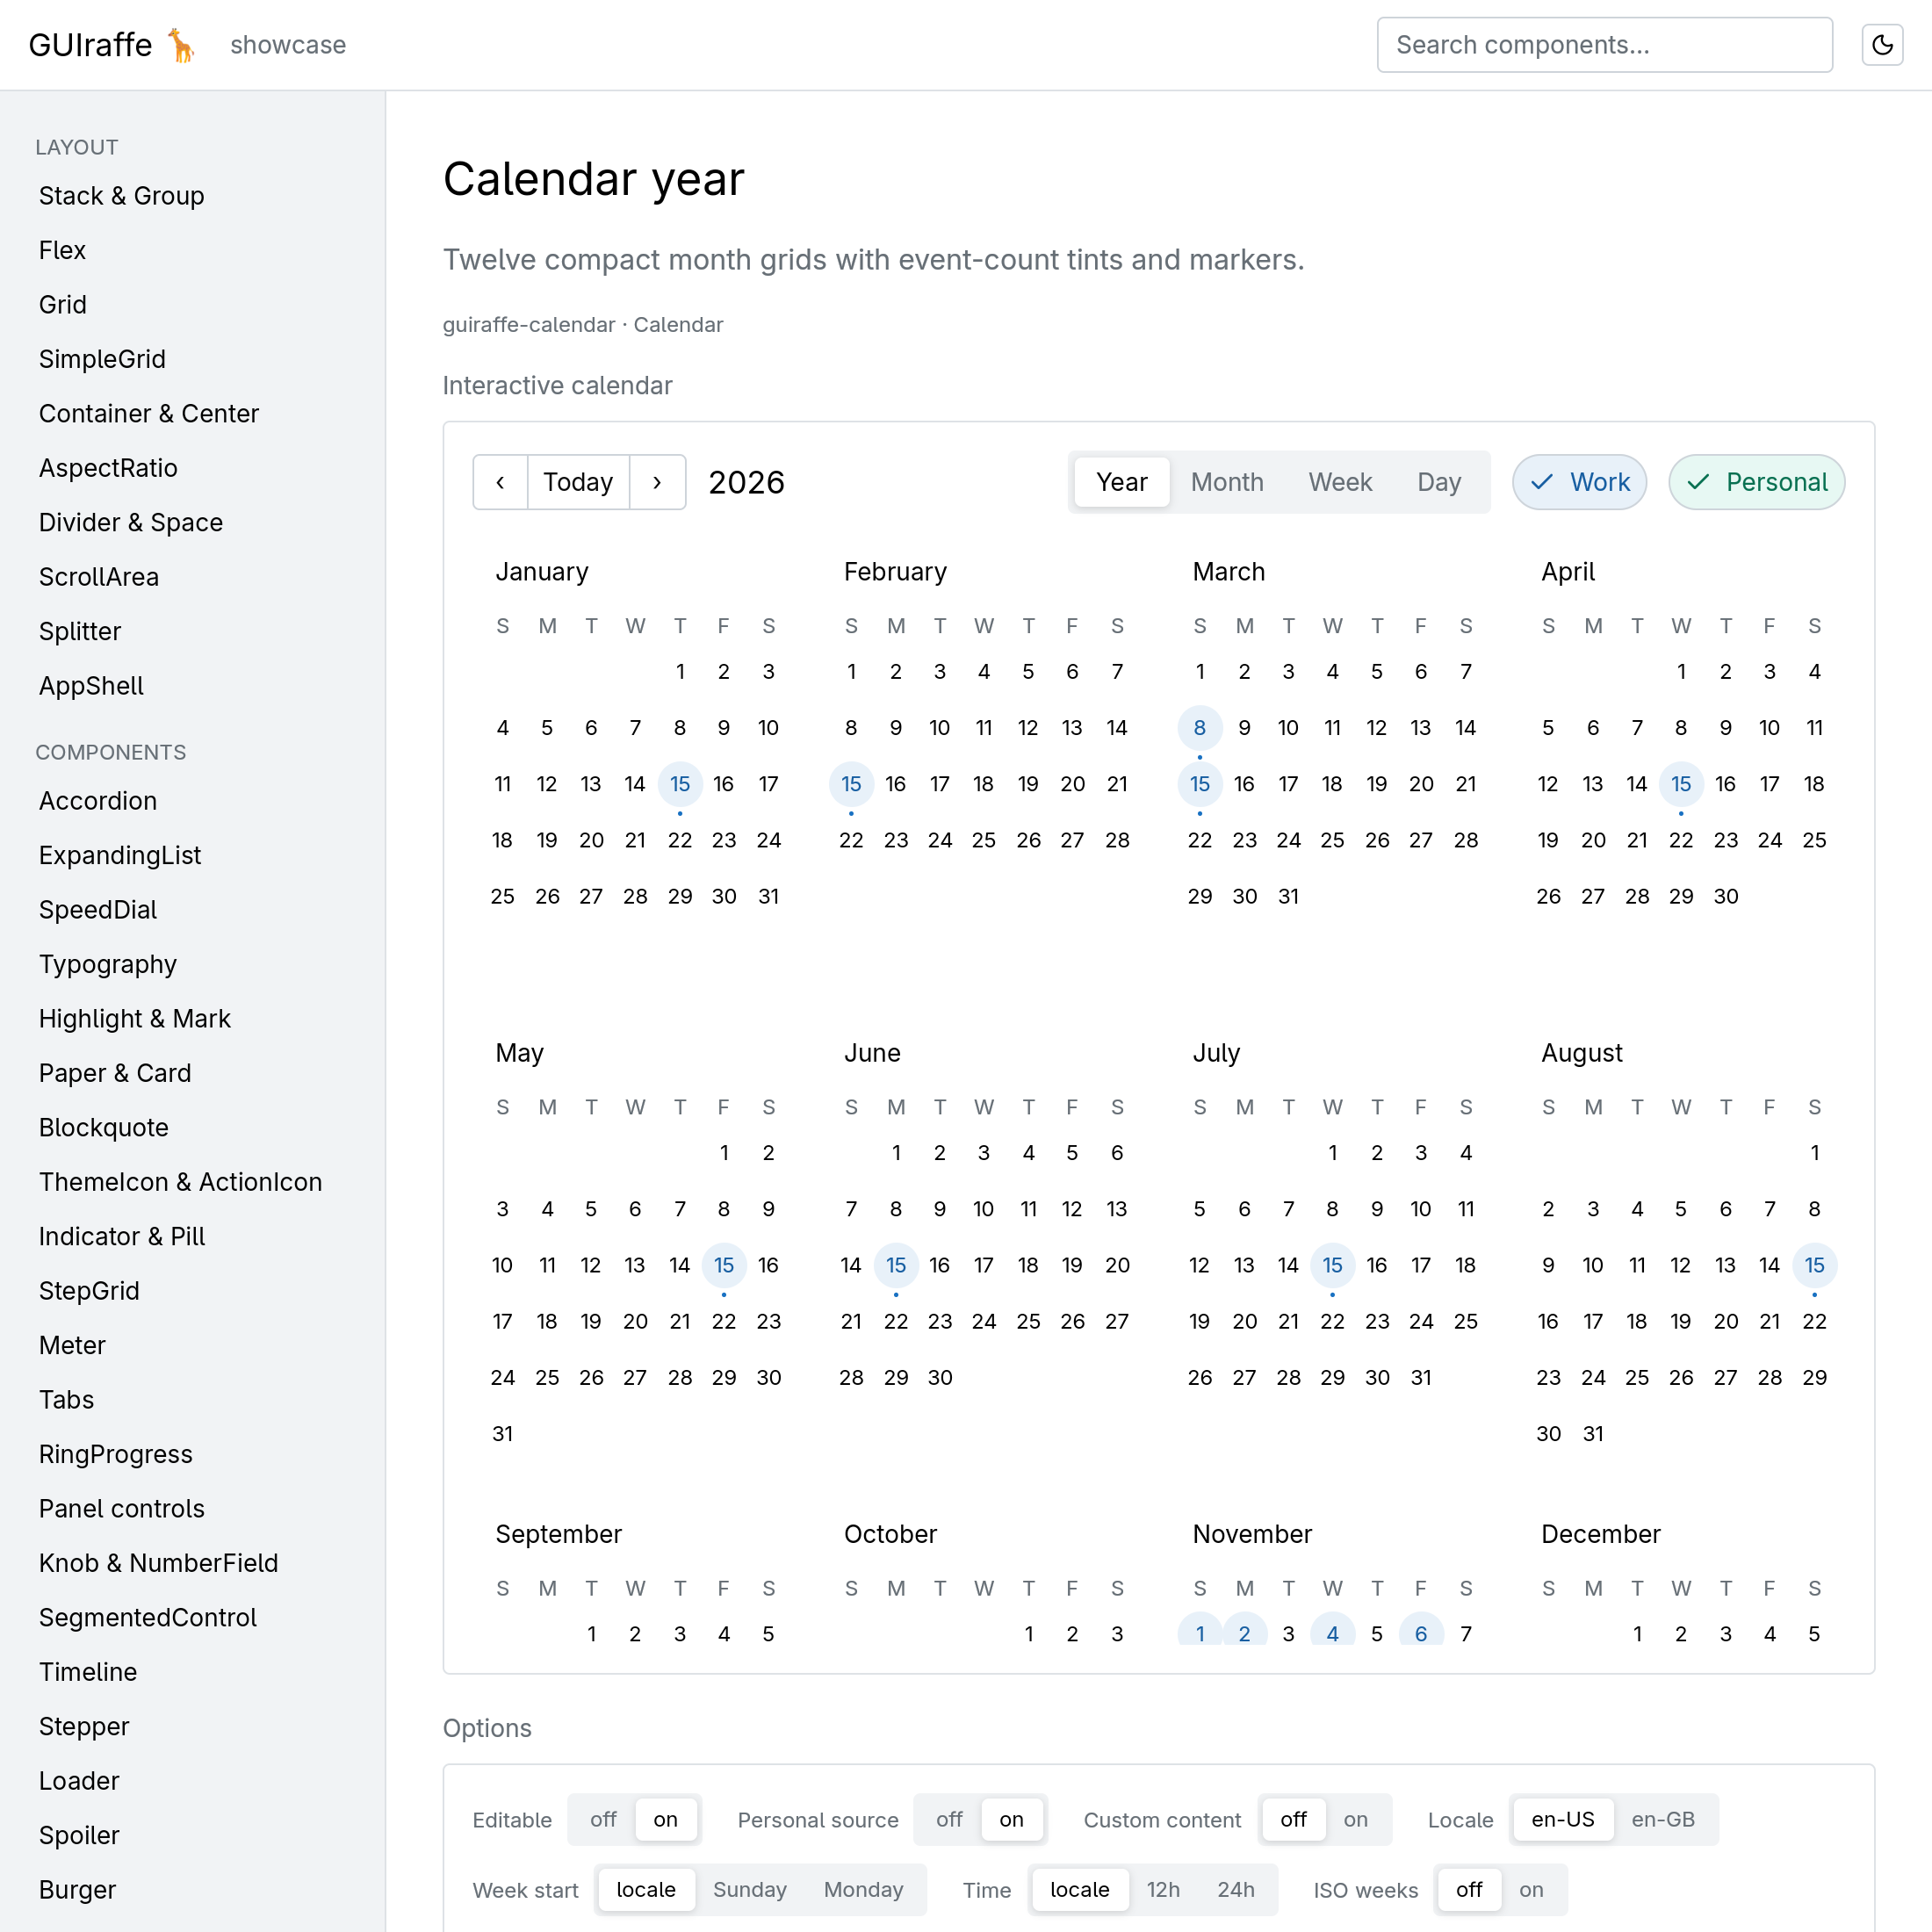 GUIraffe 🦒 showcase
Search components...
LAYOUT
Stack & Group
Flex
Grid
SimpleGrid
Container & Center
AspectRatio
Divider & Space
ScrollArea
Splitter
AppShell
COMPONENTS
Accordion
ExpandingList
SpeedDial
Typography
Highlight & Mark
Paper & Card
Blockquote
ThemeIcon & ActionIcon
Indicator & Pill
StepGrid
Meter
Tabs
RingProgress
Panel controls
Knob & NumberField
SegmentedControl
Timeline
Stepper
Loader
Spoiler
Burger
Calendar year
Twelve compact month grids with event-count tints and markers.
guiraffe-calendar · Calendar
Interactive calendar
‹ Today › 2026 Year Month Week Day Work Personal
January
S M T W T F S
1 2 3
4 5 6 7 8 9 10
11 12 13 14 15 16 17
18 19 20 21 22 23 24
25 26 27 28 29 30 31
February
S M T W T F S
1 2 3 4 5 6 7
8 9 10 11 12 13 14
15 16 17 18 19 20 21
22 23 24 25 26 27 28
March
S M T W T F S
1 2 3 4 5 6 7
8 9 10 11 12 13 14
15 16 17 18 19 20 21
22 23 24 25 26 27 28
29 30 31
April
S M T W T F S
1 2 3 4
5 6 7 8 9 10 11
12 13 14 15 16 17 18
19 20 21 22 23 24 25
26 27 28 29 30
May
S M T W T F S
1 2
3 4 5 6 7 8 9
10 11 12 13 14 15 16
17 18 19 20 21 22 23
24 25 26 27 28 29 30
31
June
S M T W T F S
1 2 3 4 5 6
7 8 9 10 11 12 13
14 15 16 17 18 19 20
21 22 23 24 25 26 27
28 29 30
July
S M T W T F S
1 2 3 4
5 6 7 8 9 10 11
12 13 14 15 16 17 18
19 20 21 22 23 24 25
26 27 28 29 30 31
August
S M T W T F S
1
2 3 4 5 6 7 8
9 10 11 12 13 14 15
16 17 18 19 20 21 22
23 24 25 26 27 28 29
30 31
September
S M T W T F S
1 2 3 4 5
October
S M T W T F S
1 2 3
November
S M T W T F S
1 2 3 4 5 6 7
December
S M T W T F S
1 2 3 4 5
Options
Editable off on Personal source off on Custom content off on Locale en-US en-GB
Week start locale Sunday Monday Time locale 12h 24h ISO weeks off on